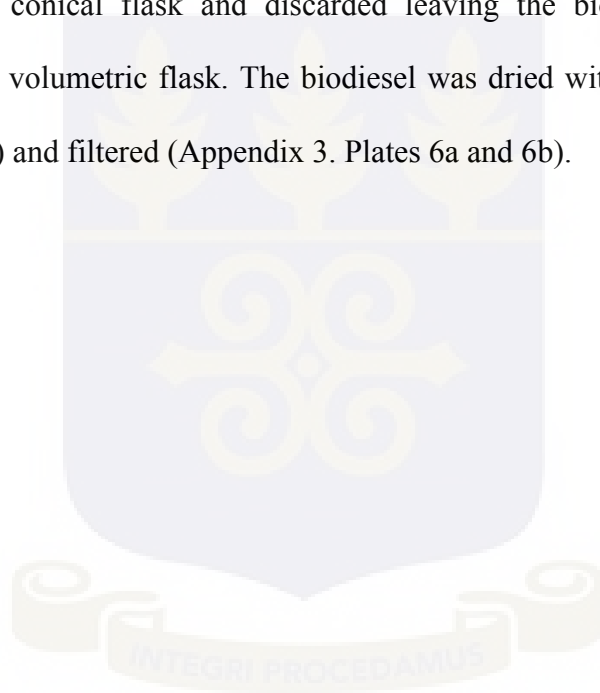 conical flask and discarded leaving the
volumetric flask. The biodiesel was dried
) and filtered (Appendix 3. Plates 6a and 6b).
INTEGRI PROCEDAMUS